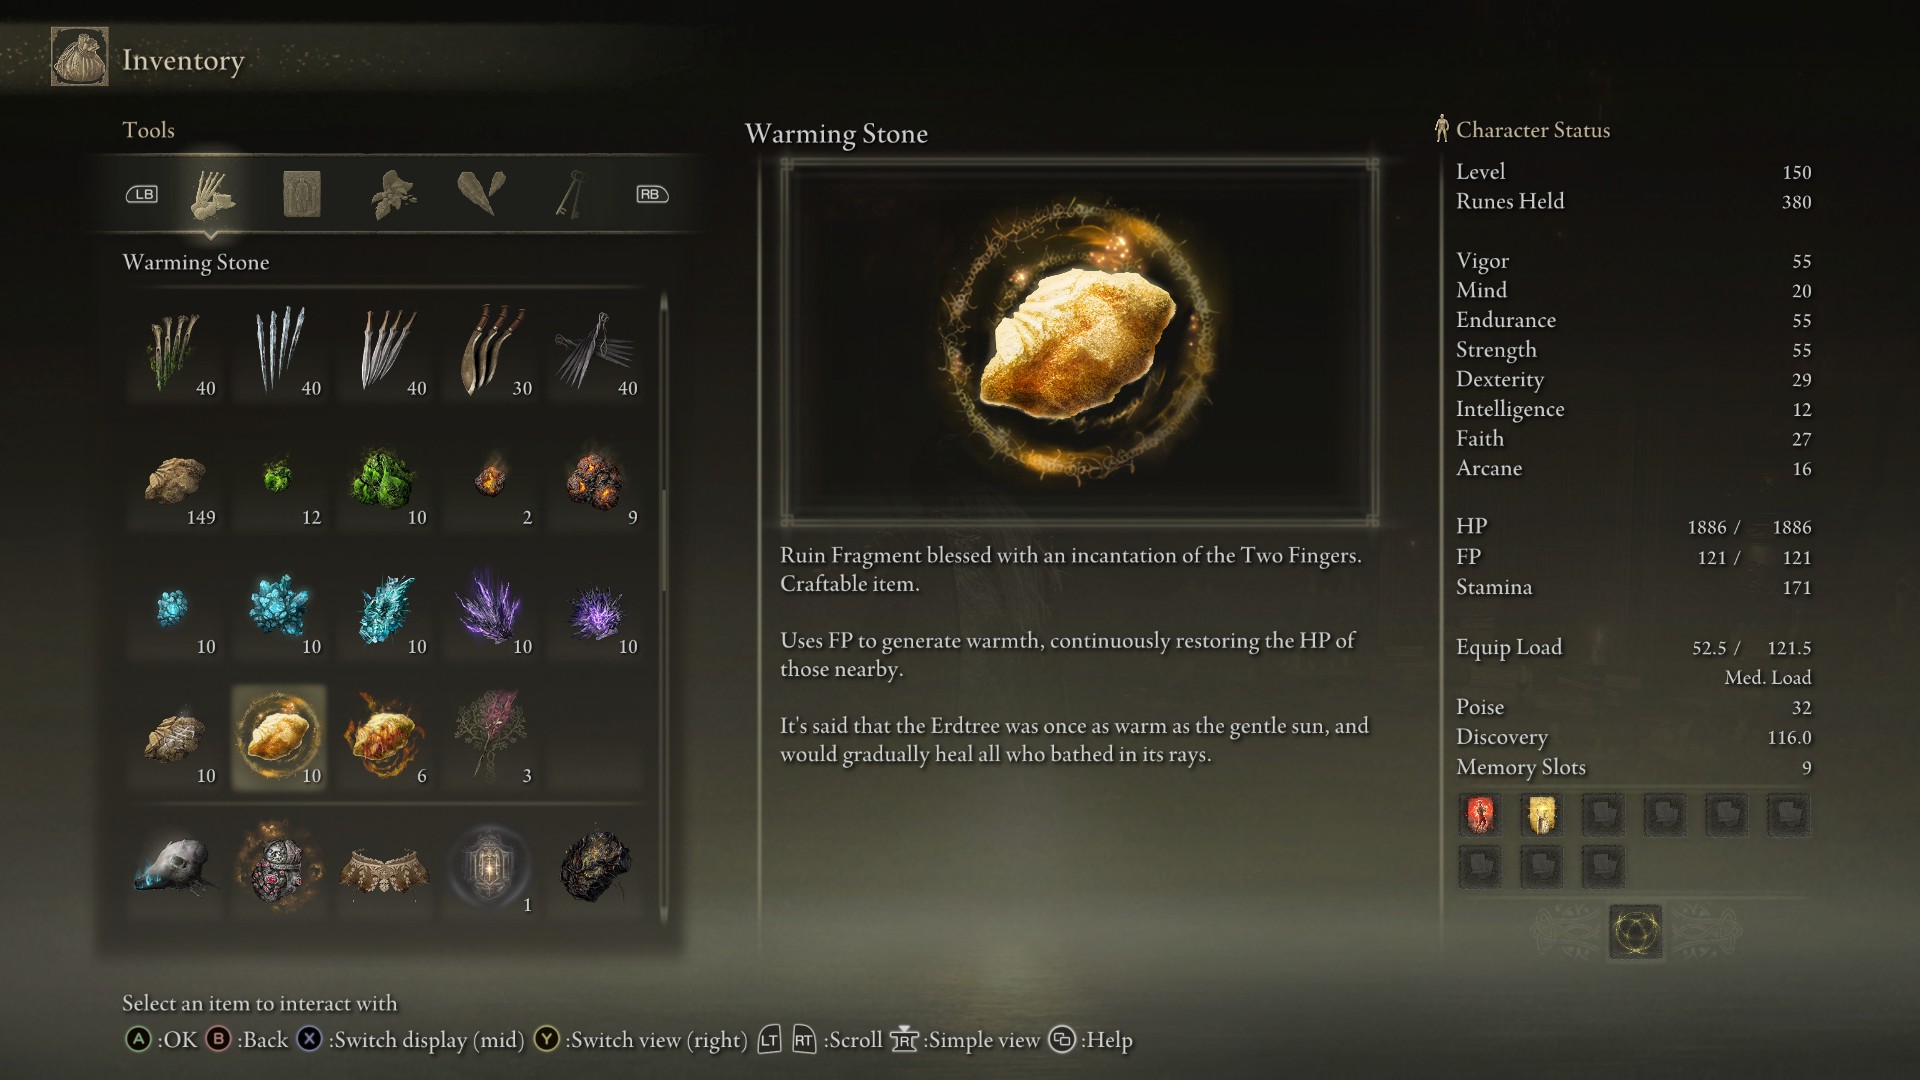 Inventory
Tools
LB
RB
Warming Stone
40 40 40 30 40
149 12 10 2 9
10 10 10 10 10
10 10 6 3
1
Warming Stone
Ruin Fragment blessed with an incantation of the Two Fingers.
Craftable item.
Uses FP to generate warmth, continuously restoring the HP of
those nearby.
It's said that the Erdtree was once as warm as the gentle sun, and
would gradually heal all who bathed in its rays.
Character Status
Level 150
Runes Held 380
Vigor 55
Mind 20
Endurance 55
Strength 55
Dexterity 29
Intelligence 12
Faith 27
Arcane 16
HP 1886 / 1886
FP 121 / 121
Stamina 171
Equip Load 52.5 / 121.5
Med. Load
Poise 32
Discovery 116.0
Memory Slots 9
Select an item to interact with
A :OK B :Back X :Switch display (mid) Y :Switch view (right) LT RT :Scroll R :Simple view :Help